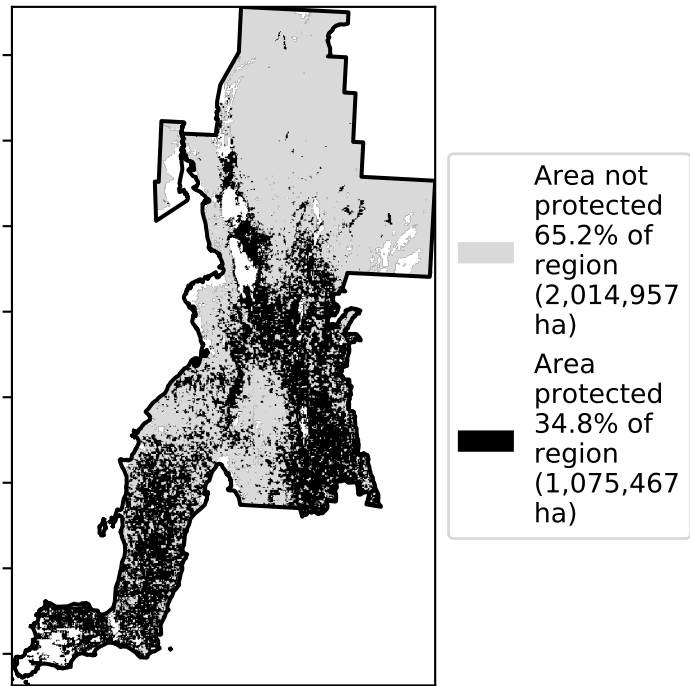 Area not
protected
65.2% of
region
(2,014,957
ha)
Area
protected
34.8% of
region
(1,075,467
ha)